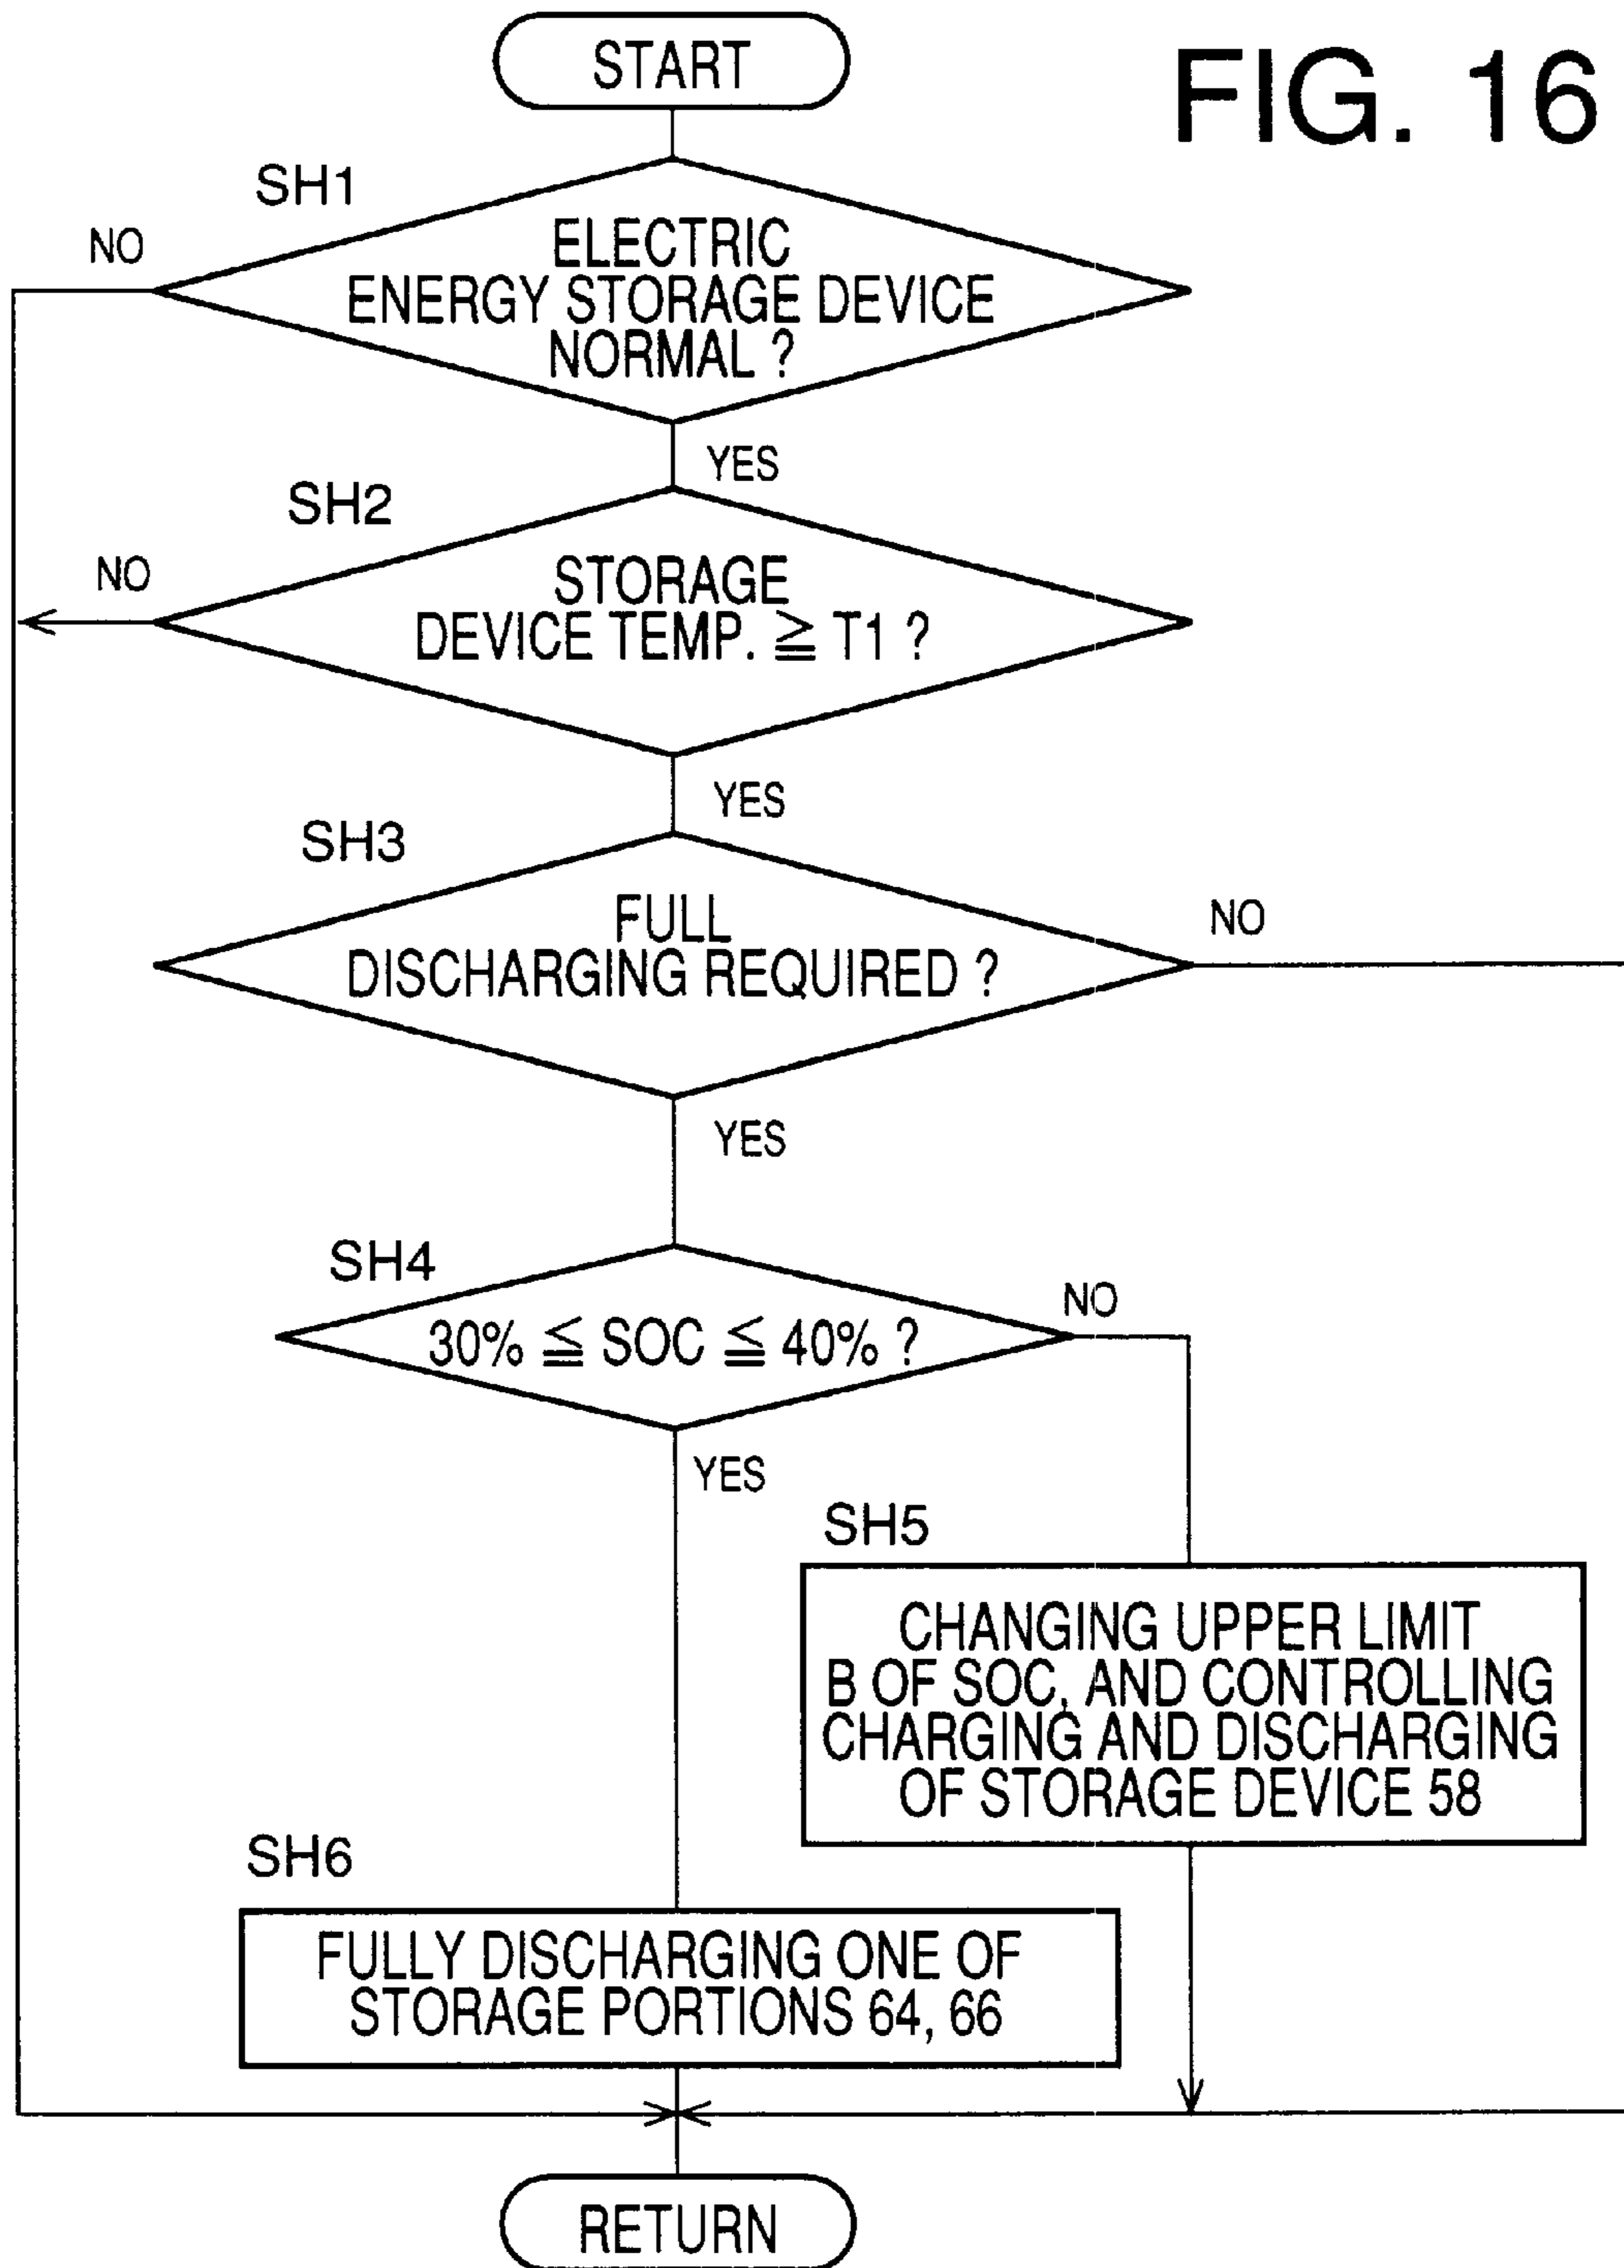 START
FIG. 16
SH1
NO
ELECTRIC
ENERGY STORAGE DEVICE
NORMAL ?
YES
SH2
NO
STORAGE
DEVICE TEMP. ≧ T1 ?
YES
SH3
FULL
DISCHARGING REQUIRED ?
NO
YES
SH4
30% ≦ SOC ≦ 40% ?
NO
YES
SH5
CHANGING UPPER LIMIT
B OF SOC, AND CONTROLLING
CHARGING AND DISCHARGING
OF STORAGE DEVICE 58
SH6
FULLY DISCHARGING ONE OF
STORAGE PORTIONS 64, 66
RETURN